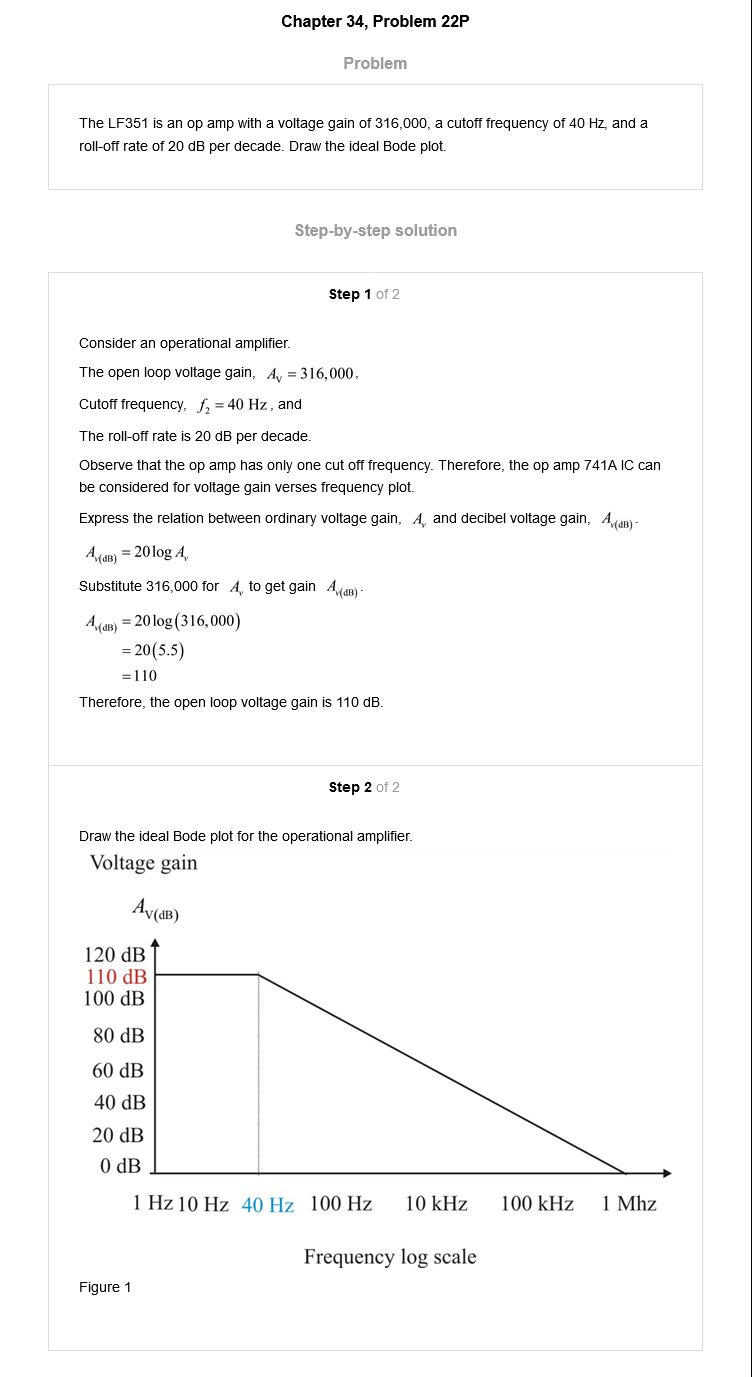 Chapter 34, Problem 22P
Problem
The LF351 is an op amp with a voltage gain of 316,000, a cutoff frequency of 40 Hz, and a
roll-off rate of 20 dB per decade. Draw the ideal Bode plot.
Step-by-step solution
Step 1 of 2
Consider an operational amplifier.
The open loop voltage gain, A_V = 316,000,
Cutoff frequency, f_2 = 40 Hz, and
The roll-off rate is 20 dB per decade.
Observe that the op amp has only one cut off frequency. Therefore, the op amp 741A IC can
be considered for voltage gain verses frequency plot.
Express the relation between ordinary voltage gain, A_v and decibel voltage gain, A_v(dB).
A_v(dB) = 20log A_v
Substitute 316,000 for A_v to get gain A_v(dB).
A_v(dB) = 20log(316,000)
= 20(5.5)
= 110
Therefore, the open loop voltage gain is 110 dB.
Step 2 of 2
Draw the ideal Bode plot for the operational amplifier.
Voltage gain
A_V(dB)
120 dB
110 dB
100 dB
80 dB
60 dB
40 dB
20 dB
0 dB
1 Hz 10 Hz 40 Hz 100 Hz 10 kHz 100 kHz 1 Mhz
Frequency log scale
Figure 1